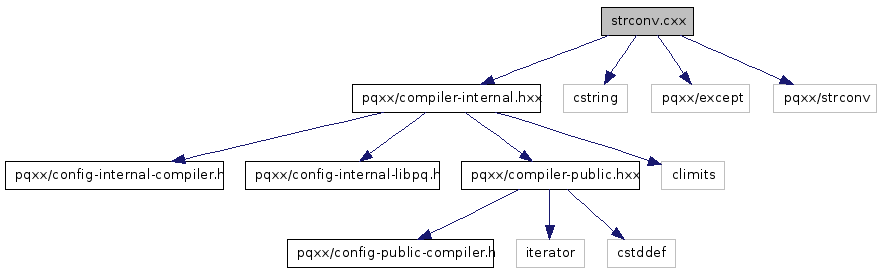 strconv.cxx
pqxx/compiler-internal.hxx
cstring
pqxx/except
pqxx/strconv
pqxx/config-internal-compiler.h
pqxx/config-internal-libpq.h
pqxx/compiler-public.hxx
climits
pqxx/config-public-compiler.h
iterator
cstddef